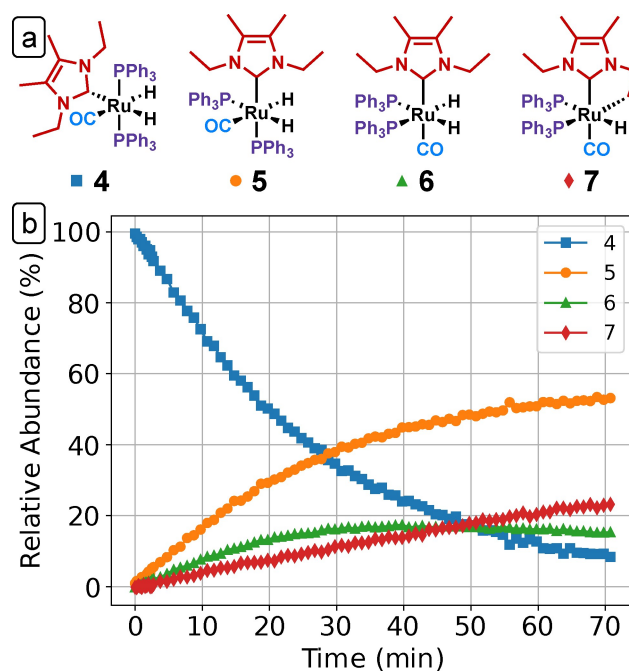 a
N
N
PPh3
H
Ru
H
OC
PPh3
4
N
N
Ph3P
H
Ru
H
OC
PPh3
5
N
N
Ph3P
H
Ru
Ph3P
H
CO
6
N
N
Ph3P
Ru
Ph3P
H
CO
7
b
Relative Abundance (%)
100
80
60
40
20
0
4
5
6
7
0 10 20 30 40 50 60 70
Time (min)